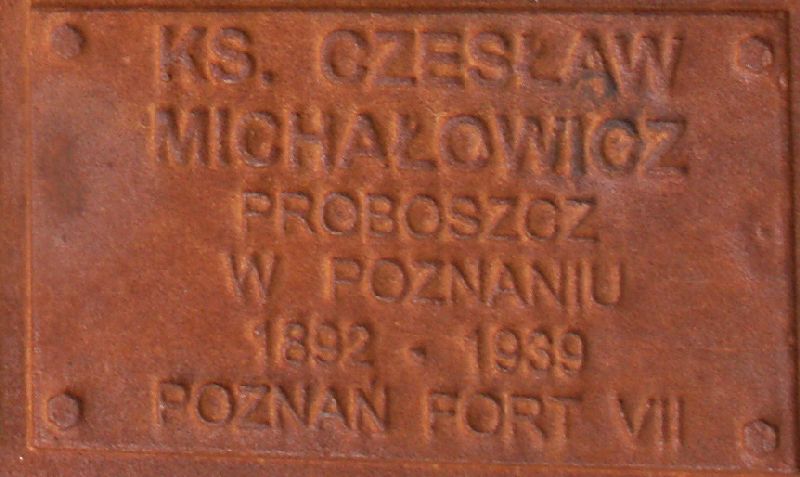 KS. CZESŁAW
MICHAŁOWICZ
PROBOSZCZ
W POZNANIU
1892 - 1939
POZNAŃ FORT VII